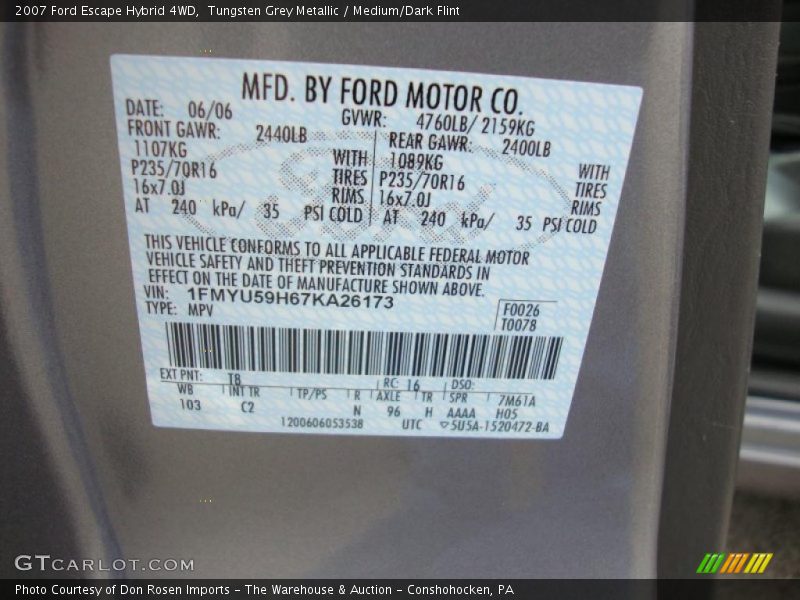 2007 Ford Escape Hybrid 4WD, Tungsten Grey Metallic / Medium/Dark Flint
MFD. BY FORD MOTOR CO.
DATE: 06/06 GVWR: 4760LB/ 2159KG
FRONT GAWR: 2440LB REAR GAWR: 2400LB
1107KG WITH 1089KG WITH
P235/70R16 TIRES P235/70R16 TIRES
16x7.0J RIMS 16x7.0J RIMS
AT 240 kPa/ 35 PSI COLD AT 240 kPa/ 35 PSI COLD
THIS VEHICLE CONFORMS TO ALL APPLICABLE FEDERAL MOTOR
VEHICLE SAFETY AND THEFT PREVENTION STANDARDS IN
EFFECT ON THE DATE OF MANUFACTURE SHOWN ABOVE.
VIN: 1FMYU59H67KA26173
TYPE: MPV
F0026
T0078
EXT PNT: T8 RC: 16 DSO:
WB INT TR TP/PS R AXLE TR SPR 7M61A
103 C2 N 96 H AAAA H05
1200606053538 UTC ▽5U5A-1520472-BA
GTCARLOT.COM
Photo Courtesy of Don Rosen Imports - The Warehouse & Auction - Conshohocken, PA